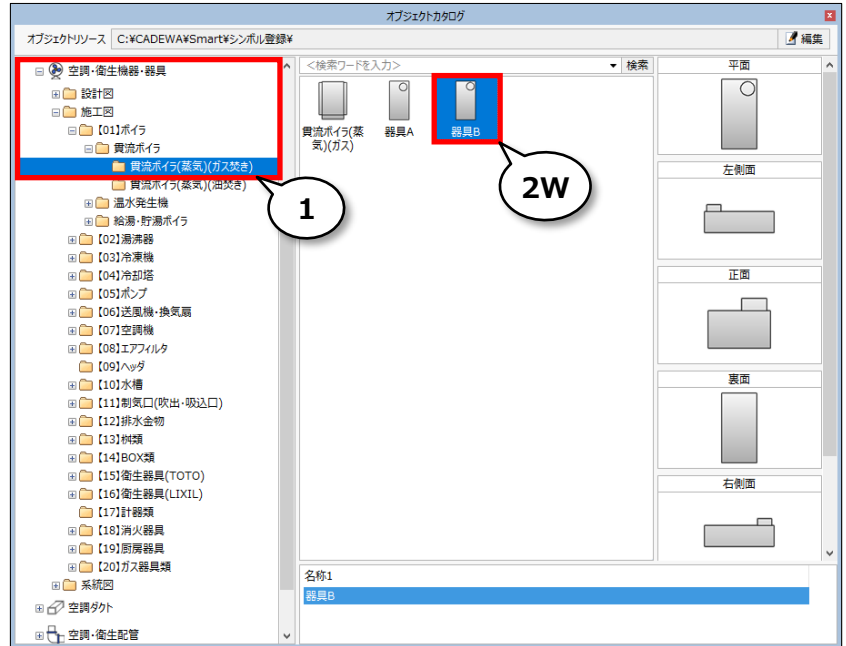 オブジェクトカタログ
オブジェクトリソース C:¥CADEWA¥Smart¥シンボル登録¥ 編集
空調・衛生機器・器具
設計図
施工図
【01】ボイラ
貫流ボイラ
貫流ボイラ(蒸気)(ガス焚き)
貫流ボイラ(蒸気)(油焚き)
温水発生機
給湯・貯湯ボイラ
【02】湯沸器
【03】冷凍機
【04】冷却塔
【05】ポンプ
【06】送風機・換気扇
【07】空調機
【08】エアフィルタ
【09】ヘッダ
【10】水槽
【11】制気口(吹出・吸込口)
【12】排水金物
【13】桝類
【14】BOX類
【15】衛生器具(TOTO)
【16】衛生器具(LIXIL)
【17】計器類
【18】消火器具
【19】厨房器具
【20】ガス器具類
系統図
空調ダクト
空調・衛生配管
1
<検索ワードを入力> 検索
貫流ボイラ(蒸
気)(ガス)
器具A
器具B
2W
名称1
器具B
平面
左側面
正面
裏面
右側面